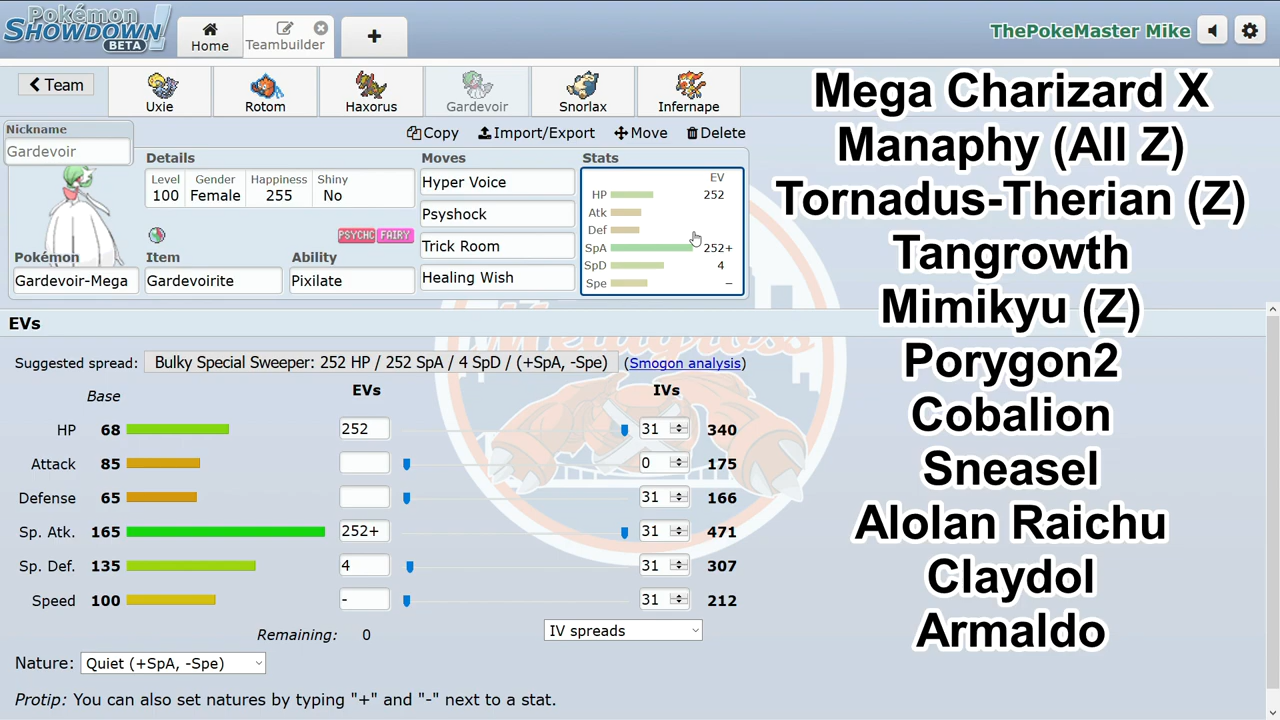 Pokémon
SHOWDOWN!
BETA
Home
Teambuilder
ThePokeMaster Mike
Team
Uxie
Rotom
Haxorus
Gardevoir
Snorlax
Infernape
Copy
Import/Export
Move
Delete
Nickname
Gardevoir
Details
Level Gender Happiness Shiny
100 Female 255 No
PSYCHC FAIRY
Pokémon
Gardevoir-Mega
Item
Gardevoirite
Ability
Pixilate
Moves
Hyper Voice
Psyshock
Trick Room
Healing Wish
Stats
EV
HP 252
Atk
Def
SpA 252+
SpD 4
Spe −
EVs
Suggested spread: Bulky Special Sweeper: 252 HP / 252 SpA / 4 SpD / (+SpA, -Spe) (Smogon analysis)
Base EVs IVs
HP 68 252 31 340
Attack 85 0 175
Defense 65 31 166
Sp. Atk. 165 252+ 31 471
Sp. Def. 135 4 31 307
Speed 100 - 31 212
Remaining: 0
IV spreads
Nature: Quiet (+SpA, -Spe)
Protip: You can also set natures by typing "+" and "-" next to a stat.
Metagross
Mega Charizard X
Manaphy (All Z)
Tornadus-Therian (Z)
Tangrowth
Mimikyu (Z)
Porygon2
Cobalion
Sneasel
Alolan Raichu
Claydol
Armaldo